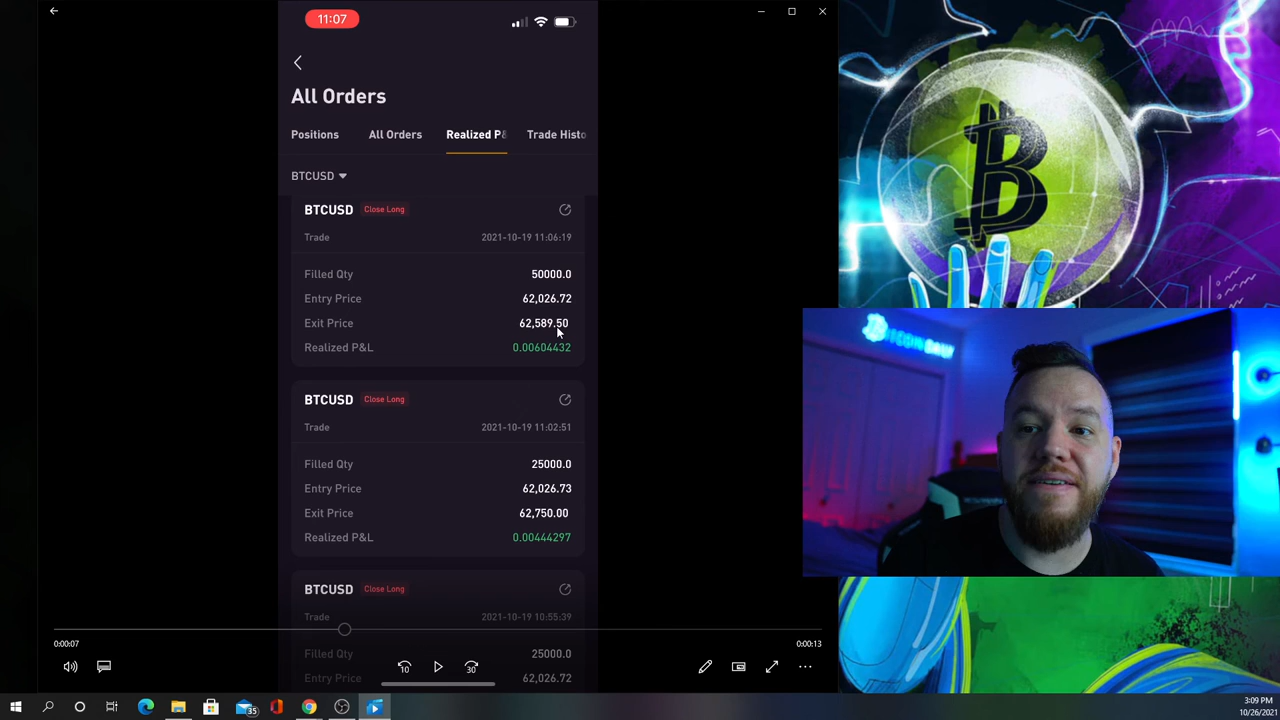 11:07
All Orders
Positions All Orders Realized P& Trade Histo
BTCUSD
BTCUSD Close Long
Trade 2021-10-19 11:06:19
Filled Qty 50000.0
Entry Price 62,026.72
Exit Price 62,589.50
Realized P&L 0.00604432
BTCUSD Close Long
Trade 2021-10-19 11:02:51
Filled Qty 25000.0
Entry Price 62,026.73
Exit Price 62,750.00
Realized P&L 0.00444297
BTCUSD Close Long
Trade 2021-10-19 10:55:39
Filled Qty 25000.0
Entry Price 62,026.72
0:00:07 0:00:13
10 30
35
3:09 PM
10/26/2021